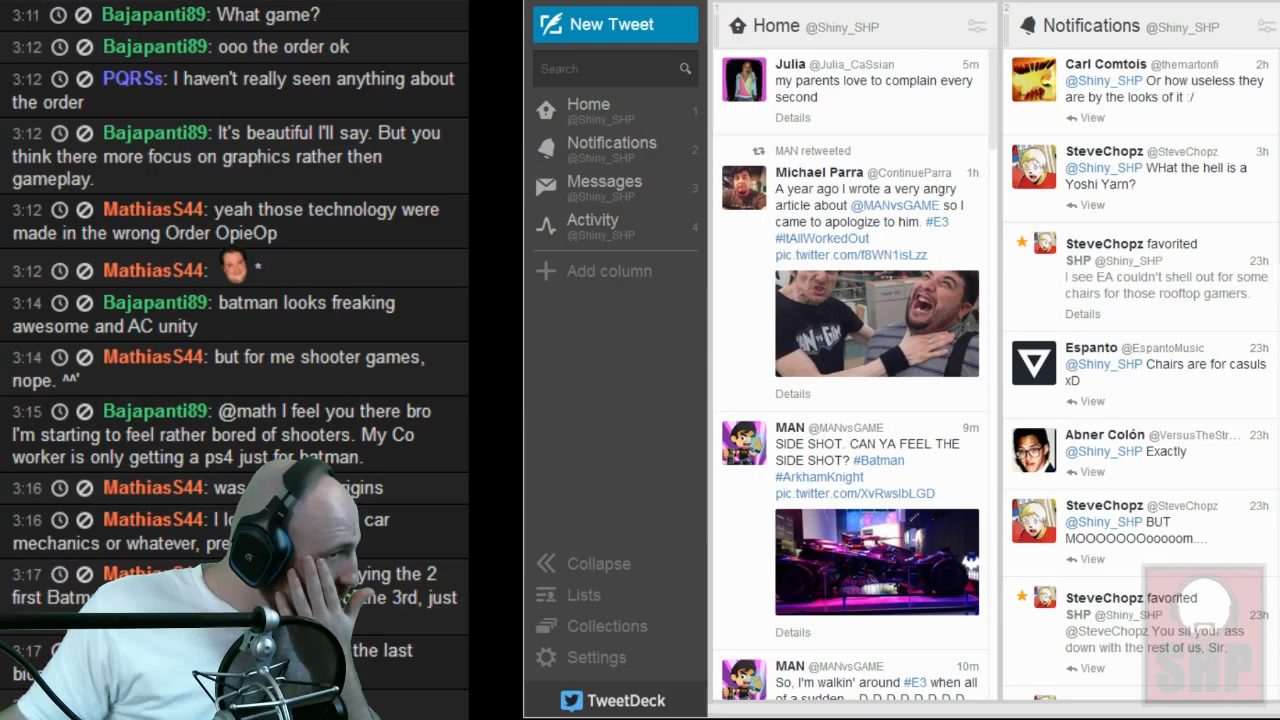 3:11 Bajapanti89: What game?
3:12 Bajapanti89: ooo the order ok
3:12 PQRSs: I haven't really seen anything about
the order
3:12 Bajapanti89: It's beautiful I'll say. But you
think there more focus on graphics rather then
gameplay.
3:12 MathiasS44: yeah those technology were
made in the wrong Order OpieOp
3:12 MathiasS44: *
3:14 Bajapanti89: batman looks freaking
awesome and AC unity
3:14 MathiasS44: but for me shooter games,
nope. ^^'
3:15 Bajapanti89: @math I feel you there bro
I'm starting to feel rather bored of shooters. My Co
worker is only getting a ps4 just for batman.
3:16 MathiasS44: was
3:16 MathiasS44: I car
mechanics or whatever,
3:17 the 2
first 3rd, just
3:17 the last
New Tweet
Search
Home 1
@Shiny_SHP
Notifications 2
@Shiny_SHP
Messages 3
@Shiny_SHP
Activity 4
@Shiny_SHP
Add column
Collapse
Lists
Collections
Settings
TweetDeck
1
Home @Shiny_SHP
Julia @Julia_CaSsian 5m
my parents love to complain every
second
Details
MAN retweeted
Michael Parra @ContinueParra 1h
A year ago I wrote a very angry
article about @MANvsGAME so I
came to apologize to him. #E3
#ItAllWorkedOut
pic.twitter.com/f8WN1isLzz
Details
MAN @MANvsGAME 9m
SIDE SHOT. CAN YA FEEL THE
SIDE SHOT? #Batman
#ArkhamKnight
pic.twitter.com/XvRwslbLGD
Details
MAN @MANvsGAME 10m
So, I'm walkin' around #E3 when all
of a sudden
2
Notifications @Shiny_SHP
Carl Comtois @themartonfi 2h
@Shiny_SHP Or how useless they
are by the looks of it :/
View
SteveChopz @SteveChopz 3h
@Shiny_SHP WHat the hell is a
Yoshi Yarn?
View
SteveChopz favorited
SHP @Shiny_SHP 23h
I see EA couldn't shell out for some
chairs for those rooftop gamers.
Details
Espanto @EspantoMusic 23h
@Shiny_SHP Chairs are for casuls
xD
View
Abner Colón @VersusTheStr... 23h
@Shiny_SHP Exactly
View
SteveChopz @SteveChopz 23h
@Shiny_SHP BUT
MOOOOOOOooooom....
View
SteveChopz favorited
SHP @Shiny_SHP 23h
@SteveChopz You sit your ass
down with the rest of us, Sir.
View
SHP